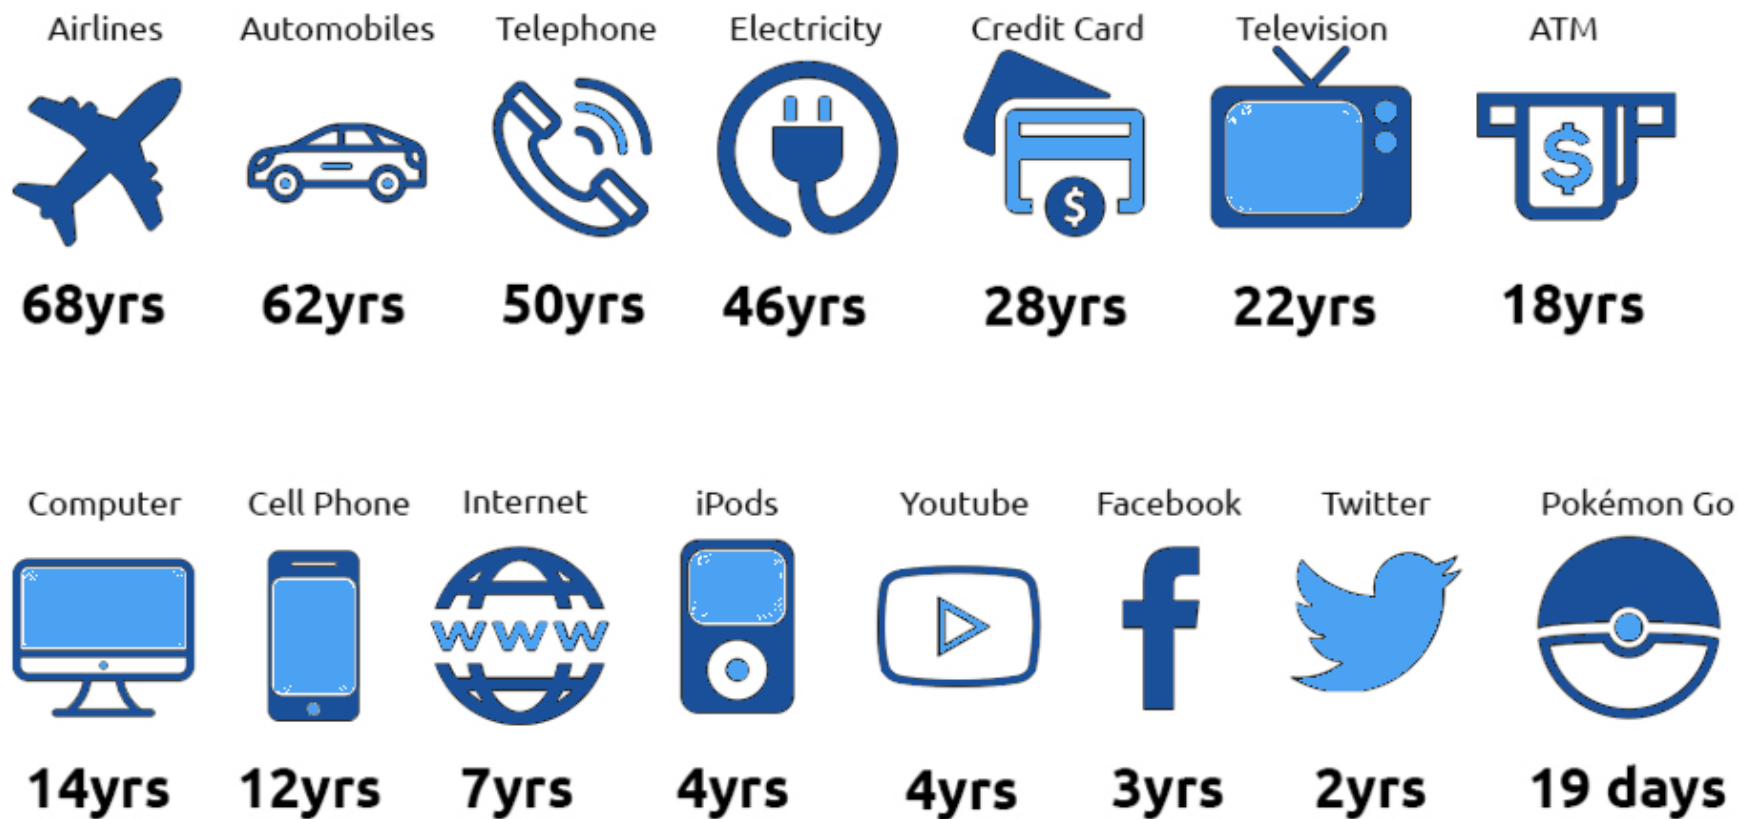 Airlines Automobiles Telephone Electricity Credit Card Television ATM
$ $
68yrs 62yrs 50yrs 46yrs 28yrs 22yrs 18yrs
Computer Cell Phone Internet iPods Youtube Facebook Twitter Pokémon Go
www f
14yrs 12yrs 7yrs 4yrs 4yrs 3yrs 2yrs 19 days